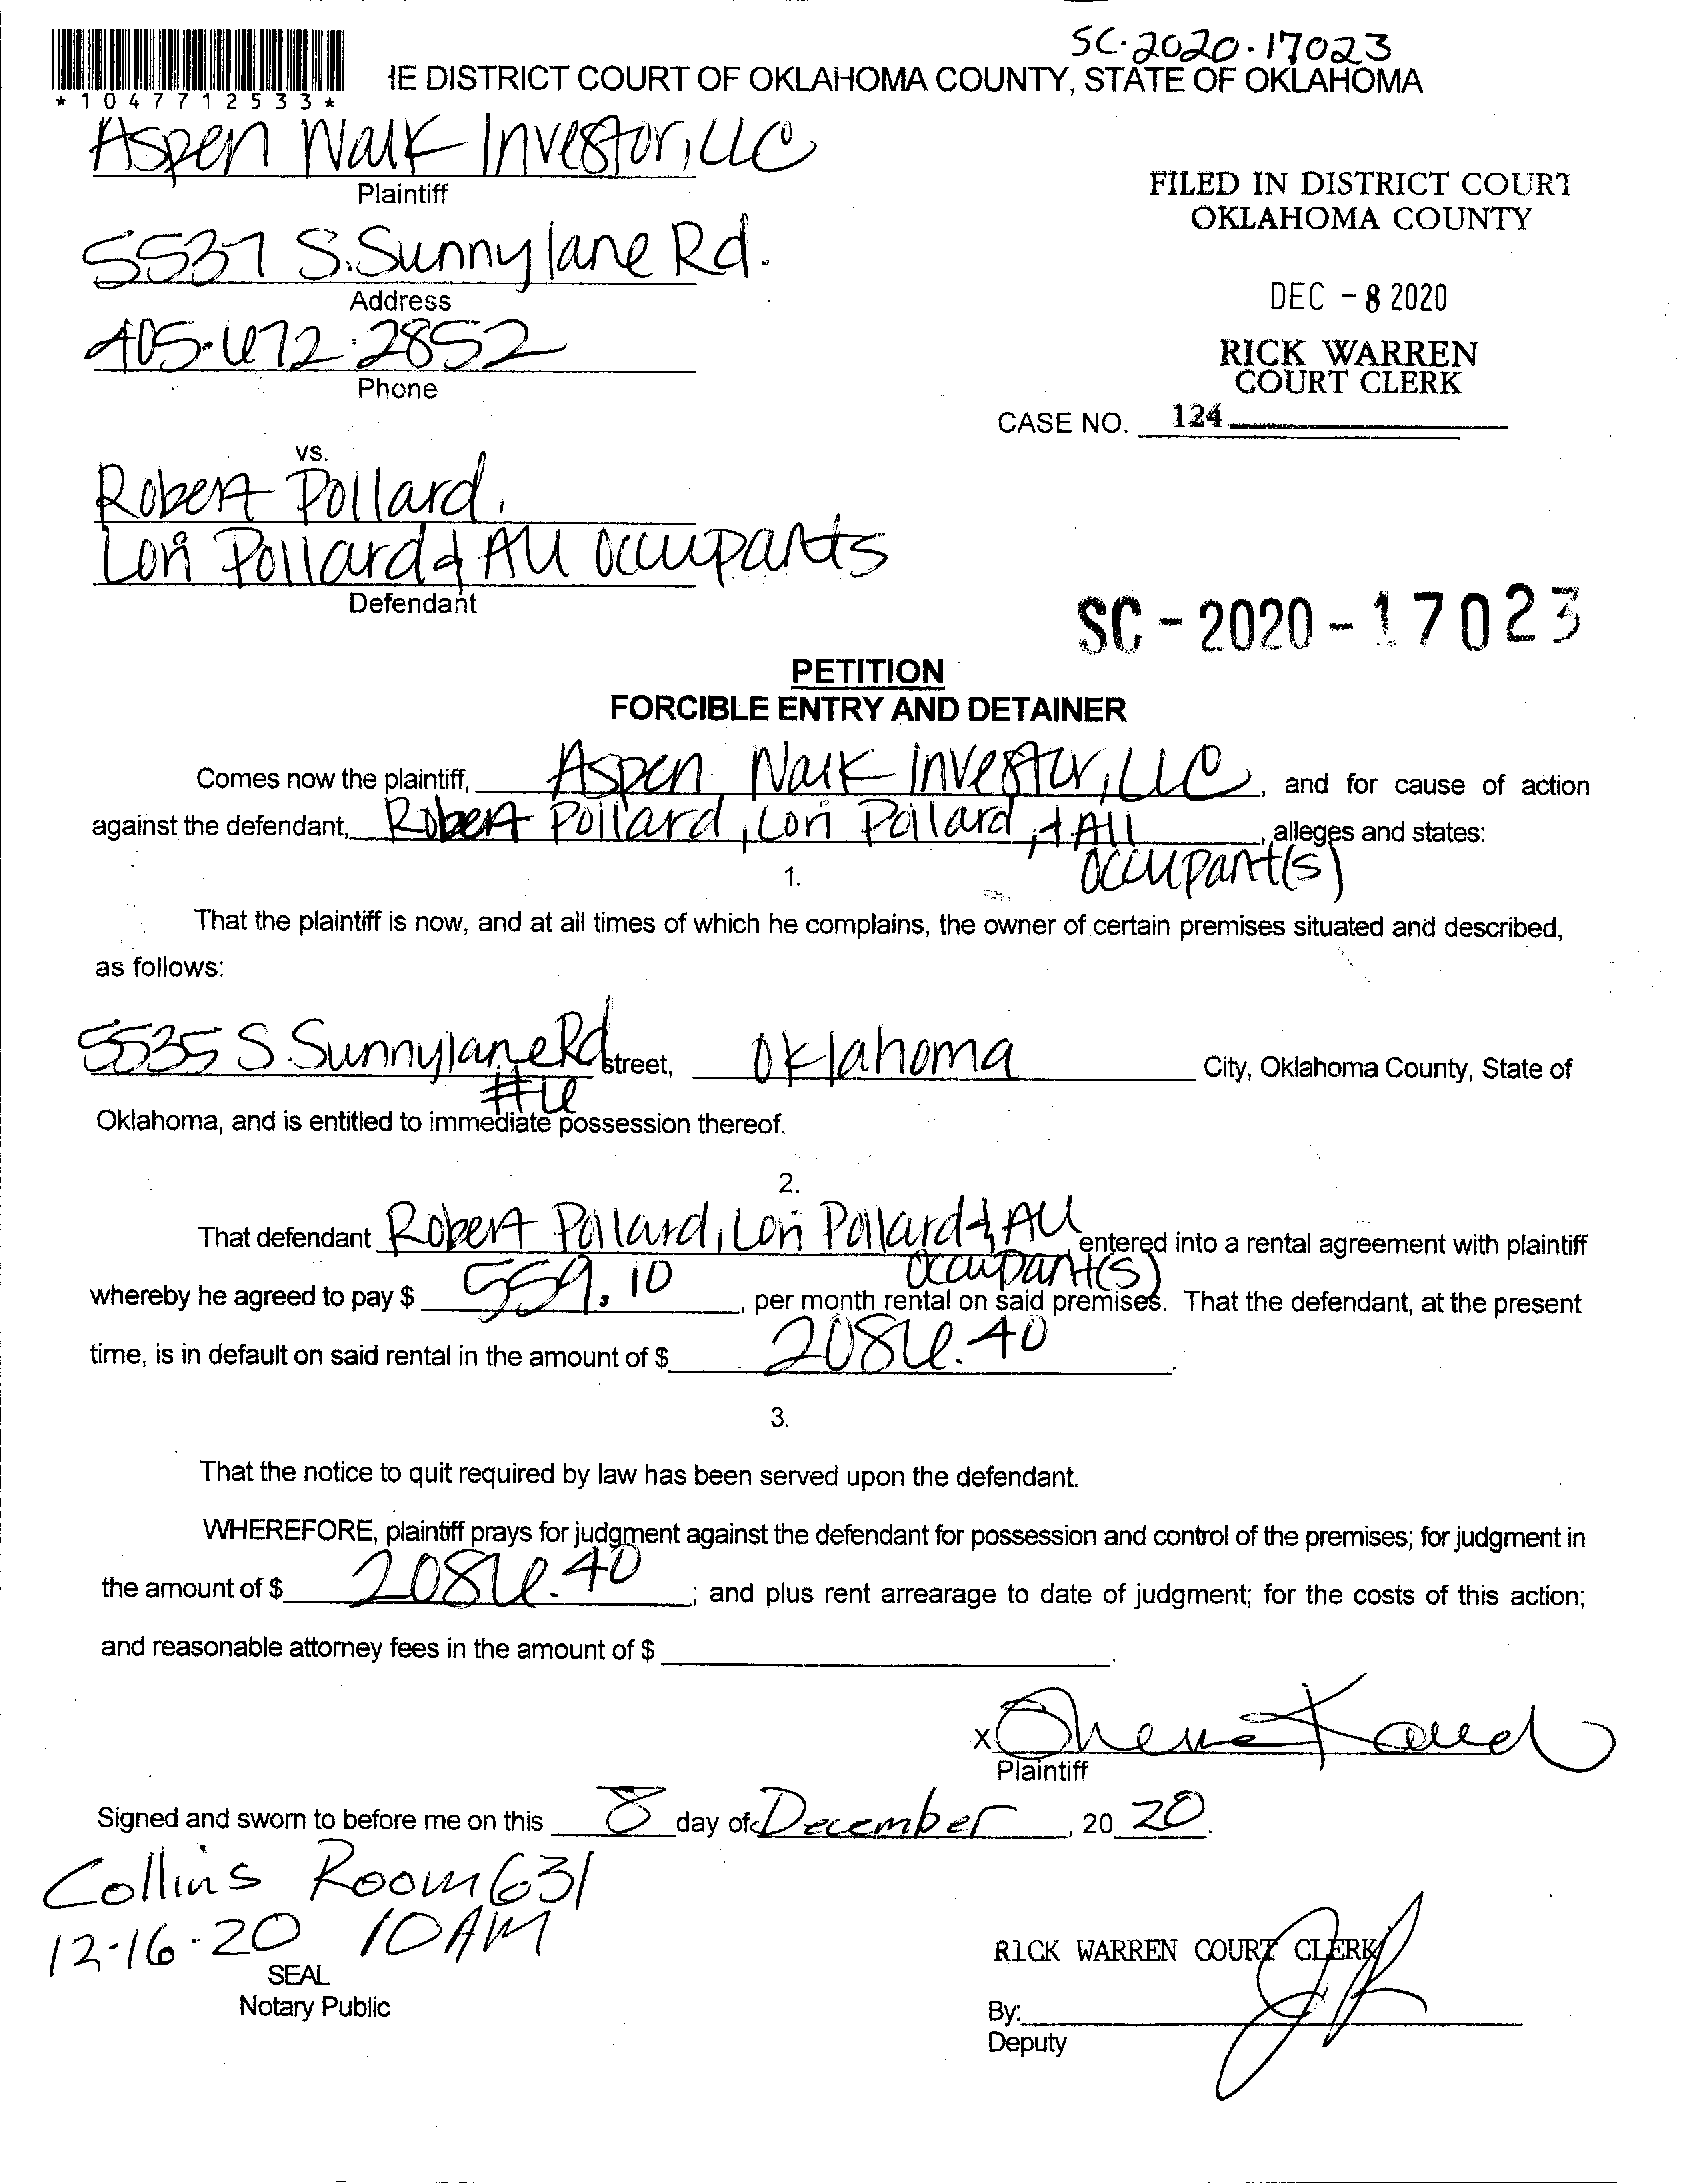 SC-2020-17023
*1047712533*
IE DISTRICT COURT OF OKLAHOMA COUNTY, STATE OF OKLAHOMA
Aspen Walk Investor, LLC
Plaintiff
FILED IN DISTRICT COURT
OKLAHOMA COUNTY
5537 S. Sunnylane Rd.
Address
DEC - 8 2020
405-672-2852
Phone
RICK WARREN
COURT CLERK
CASE NO. 124
vs.
Robert Pollard,
Lori Pollard & All occupants
Defendant
SC - 2020 - 17023
PETITION
FORCIBLE ENTRY AND DETAINER
Comes now the plaintiff, Aspen Walk Investor, LLC, and for cause of action
against the defendant, Robert Pollard, Lori Pollard, & All occupant(s), alleges and states:
1.
That the plaintiff is now, and at all times of which he complains, the owner of certain premises situated and described,
as follows:
5535 S. Sunnylane Rd #6 street, Oklahoma City, Oklahoma County, State of
Oklahoma, and is entitled to immediate possession thereof.
2.
That defendant Robert Pollard, Lori Pollard & All occupant(s) entered into a rental agreement with plaintiff
whereby he agreed to pay $ 559.10, per month rental on said premises. That the defendant, at the present
time, is in default on said rental in the amount of $ 2086.40.
3.
That the notice to quit required by law has been served upon the defendant.
WHEREFORE, plaintiff prays for judgment against the defendant for possession and control of the premises; for judgment in
the amount of $ 2086.40; and plus rent arrearage to date of judgment; for the costs of this action;
and reasonable attorney fees in the amount of $ .
X
Plaintiff
Signed and sworn to before me on this 8 day of December, 20 20.
Collins Room 631
12-16-20 10AM
SEAL
Notary Public
RICK WARREN COURT CLERK
By:
Deputy